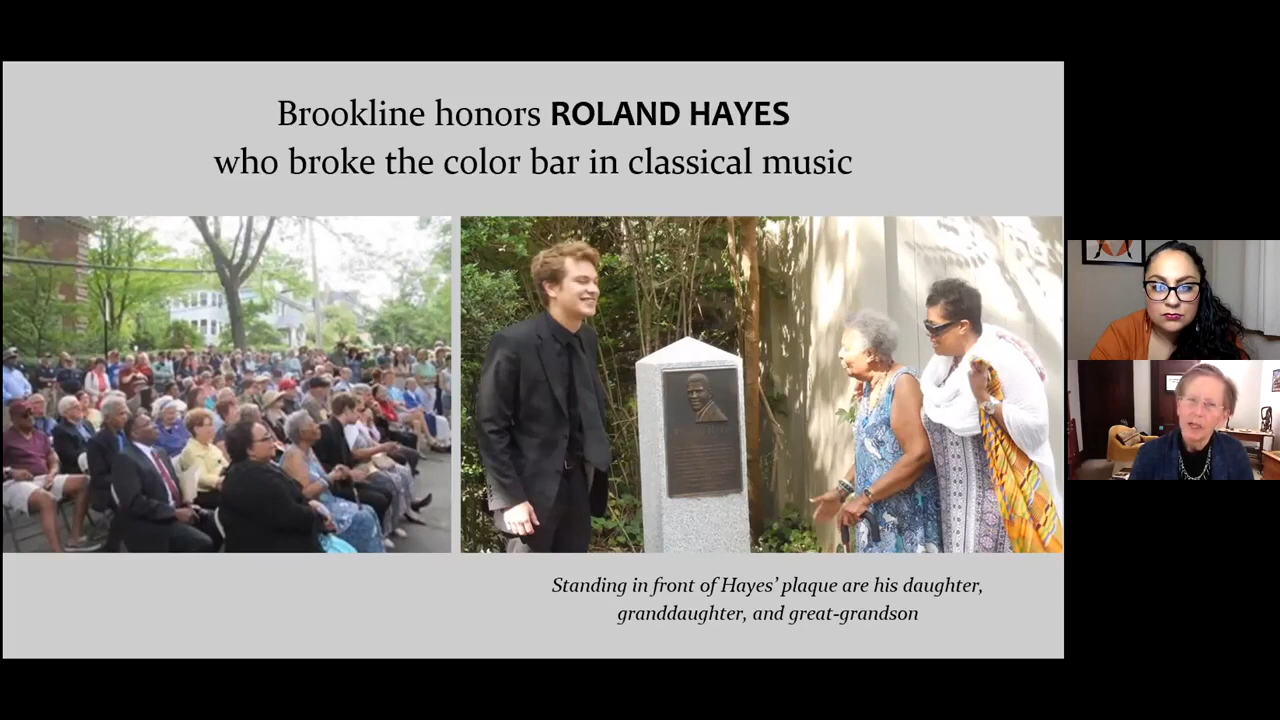 Brookline honors ROLAND HAYES
who broke the color bar in classical music
Standing in front of Hayes’ plaque are his daughter,
granddaughter, and great-grandson